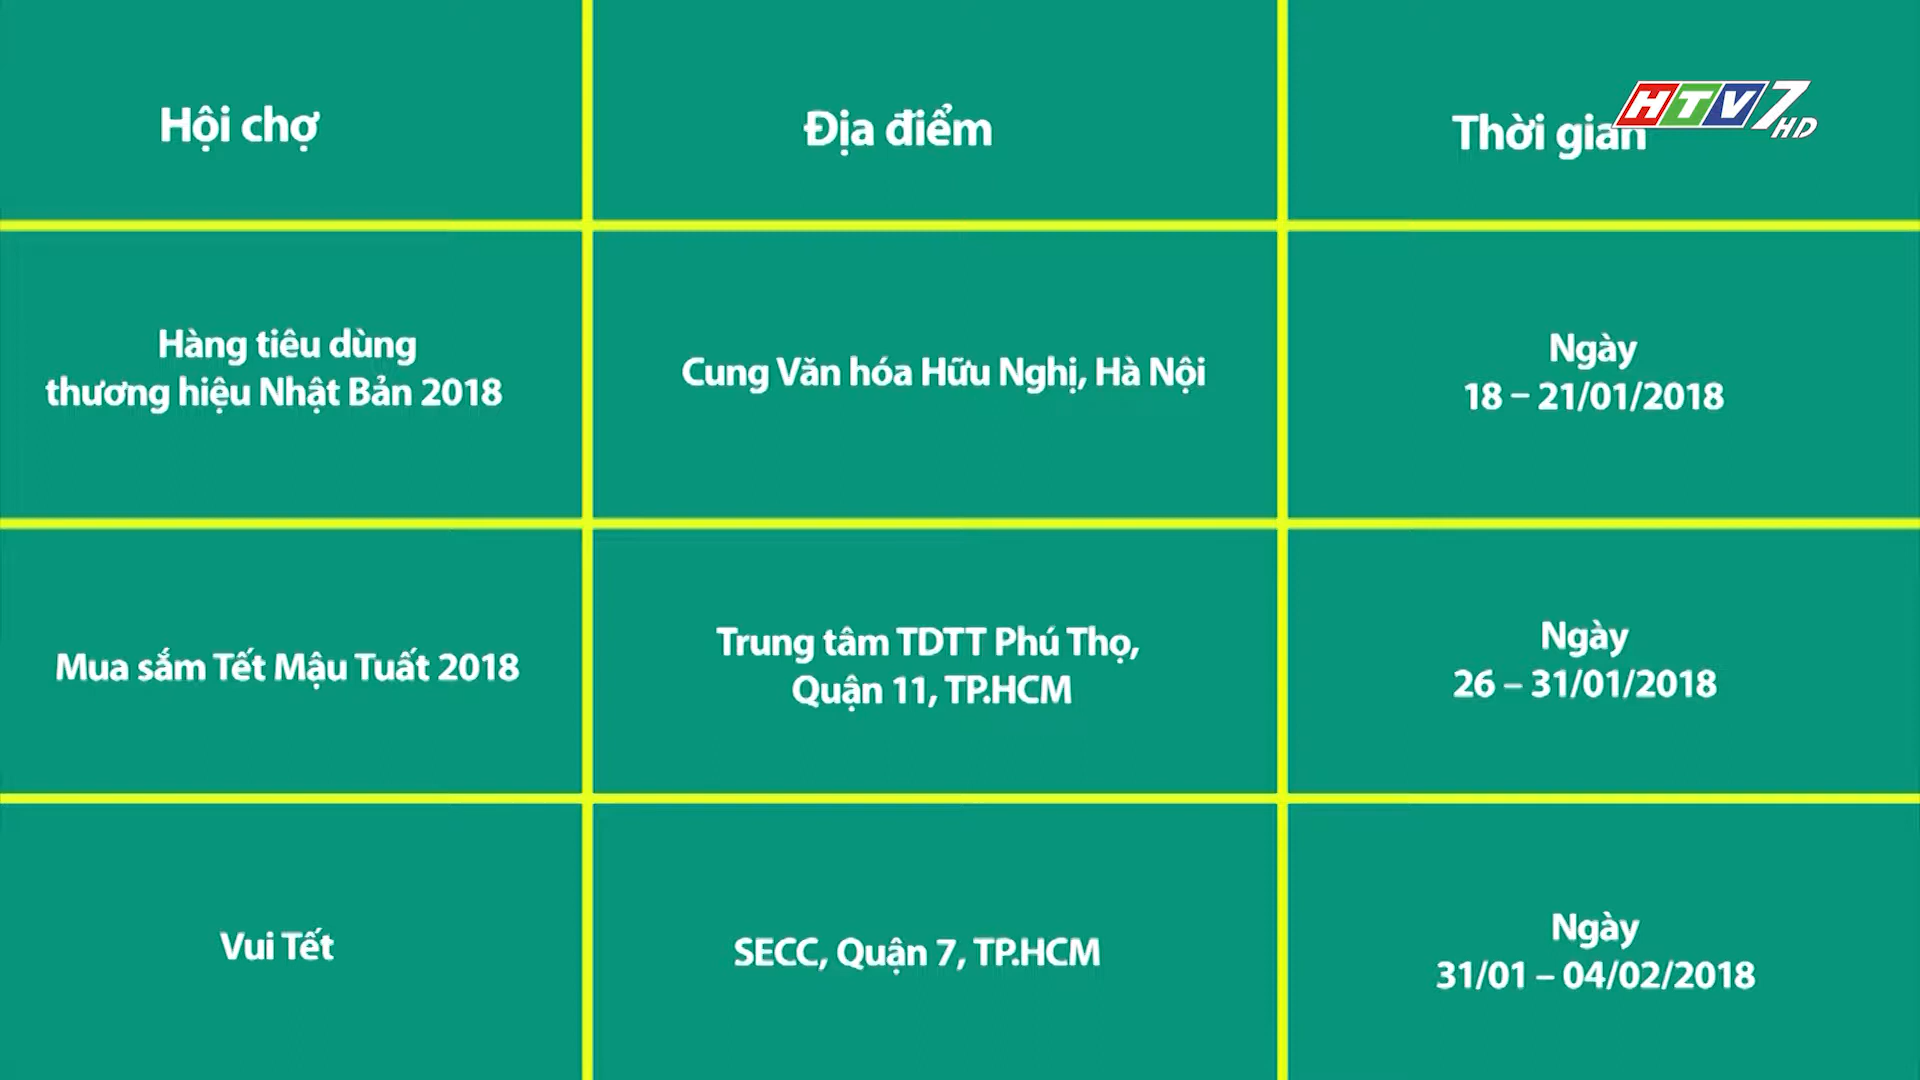 Hội chợ
Địa điểm
Thời gian
HTV7 HD
Hàng tiêu dùng
thương hiệu Nhật Bản 2018
Cung Văn hóa Hữu Nghị, Hà Nội
Ngày
18 – 21/01/2018
Mua sắm Tết Mậu Tuất 2018
Trung tâm TDTT Phú Thọ,
Quận 11, TP.HCM
Ngày
26 – 31/01/2018
Vui Tết
SECC, Quận 7, TP.HCM
Ngày
31/01 – 04/02/2018